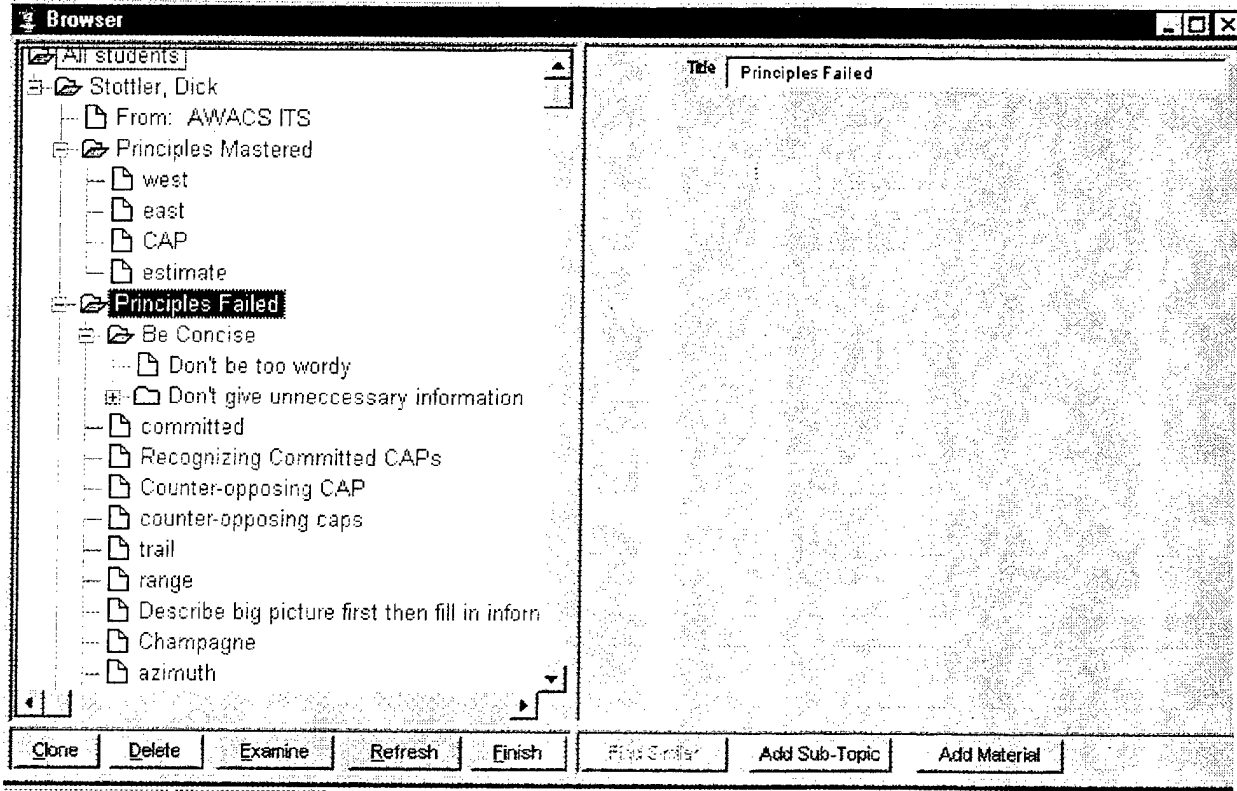 Browser
All students
Stottler, Dick
From: AWACS ITS
Principles Mastered
west
east
CAP
estimate
Principles Failed
Be Concise
Don't be too wordy
Don't give unneccessary information
committed
Recognizing Committed CAPs
Counter-opposing CAP
counter-opposing caps
trail
range
Describe big picture first then fill in inforn
Champagne
azimuth
Title Principles Failed
Clone Delete Examine Refresh Finish Find Similar Add Sub-Topic Add Material